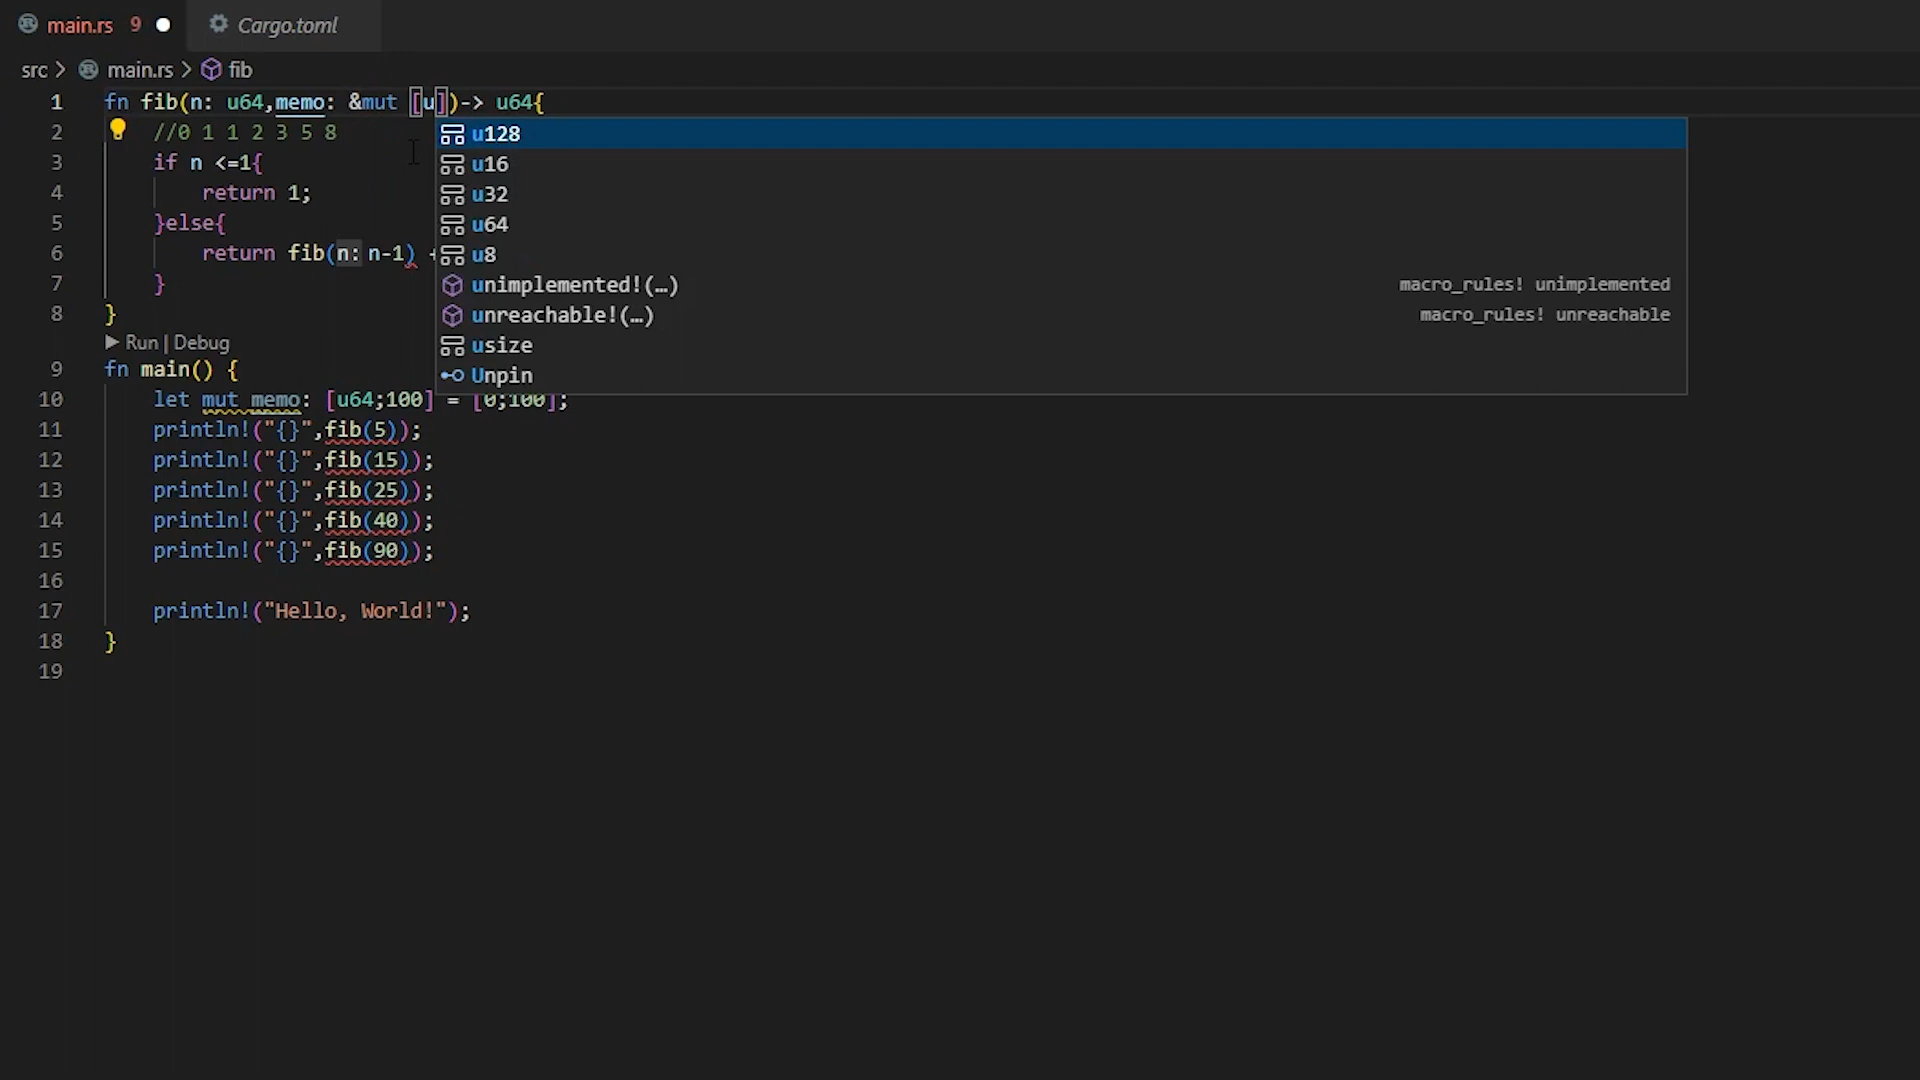 main.rs 9 Cargo.toml
src > main.rs > fib
1 fn fib(n: u64,memo: &mut [u])-> u64{
2 //0 1 1 2 3 5 8
3 if n <=1{
4 return 1;
5 }else{
6 return fib(n: n-1)
7 }
8 }
u128
u16
u32
u64
u8
unimplemented!(…) macro_rules! unimplemented
unreachable!(…) macro_rules! unreachable
usize
Unpin
Run | Debug
9 fn main() {
10 let mut memo: [u64;100] = [0;100];
11 println!("{}",fib(5));
12 println!("{}",fib(15));
13 println!("{}",fib(25));
14 println!("{}",fib(40));
15 println!("{}",fib(90));
16
17 println!("Hello, World!");
18 }
19